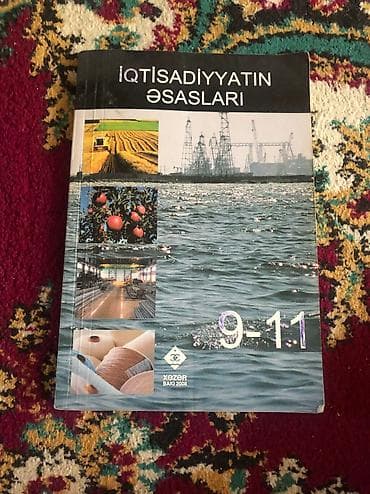 İQTİSADİYYATIN
ƏSASLARI
9-11
XƏZƏR
BAKI 2008